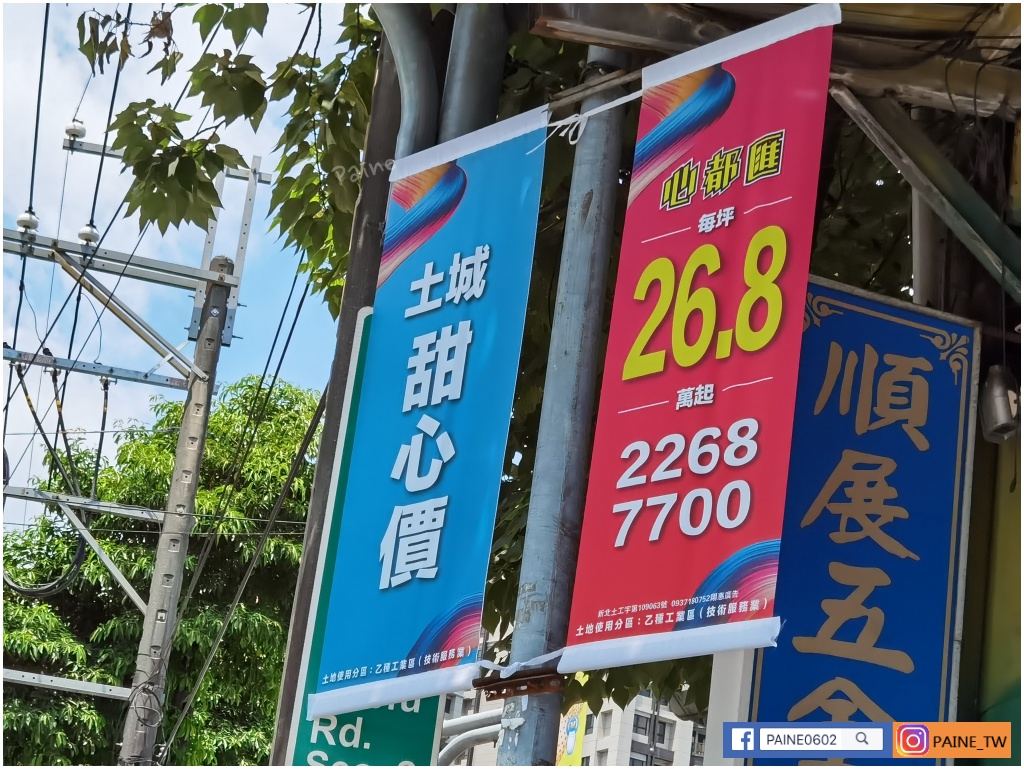 土城
甜
心
價
土地使用分區：乙種工業區（技術服務業）
心都匯
每坪
26.8
萬起
2268
7700
新北土工字第109063號 0937180752翔惠廣告
土地使用分區：乙種工業區（技術服務業）
順展五金
Rd.
Paine
PAINE0602
PAINE_TW